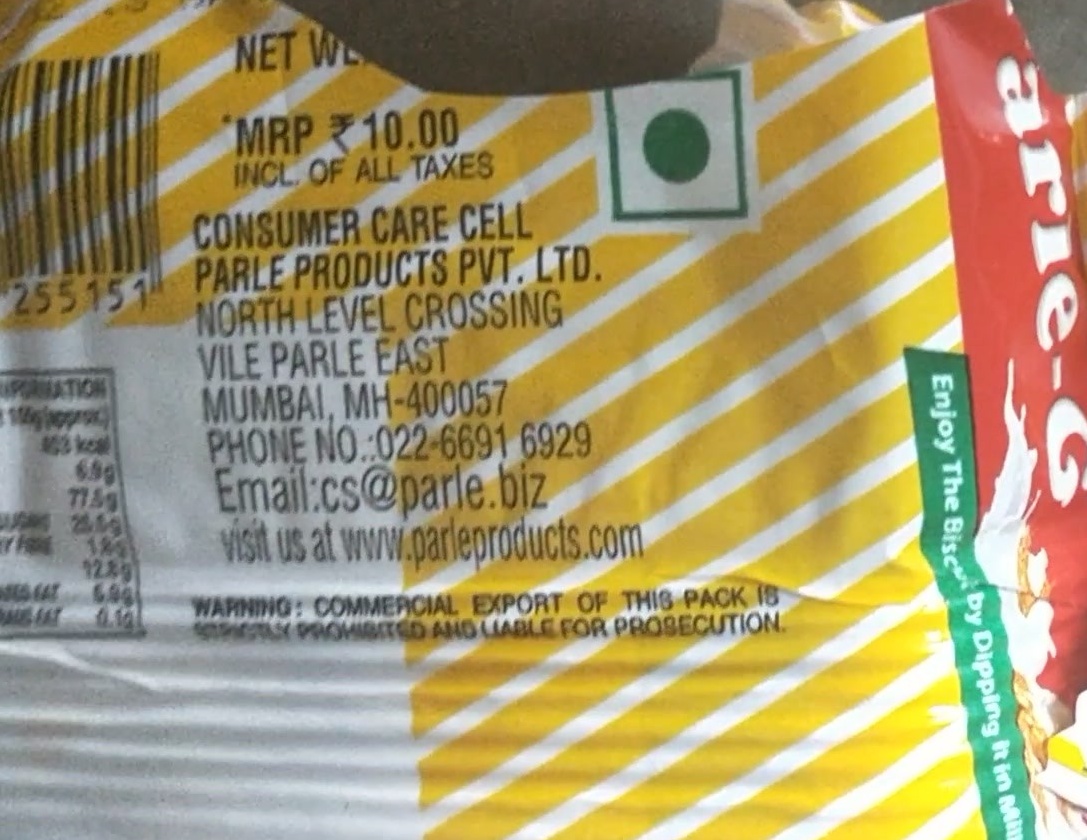 NET
*MRP ₹10.00
INCL. OF ALL TAXES
CONSUMER CARE CELL
PARLE PRODUCTS PVT. LTD.
NORTH LEVEL CROSSING
VILE PARLE EAST
MUMBAI, MH-400057
PHONE NO.:022-6691 6929
Email:cs@parle.biz
visit us at www.parleproducts.com
WARNING: COMMERCIAL EXPORT OF THIS PACK IS
STRICTLY PROHIBITED AND LIABLE FOR PROSECUTION.
255151
453 kcal
6.9g
77.5g
12.8g
0.1g
arle-G
Enjoy The Biscuit by Dipping it in